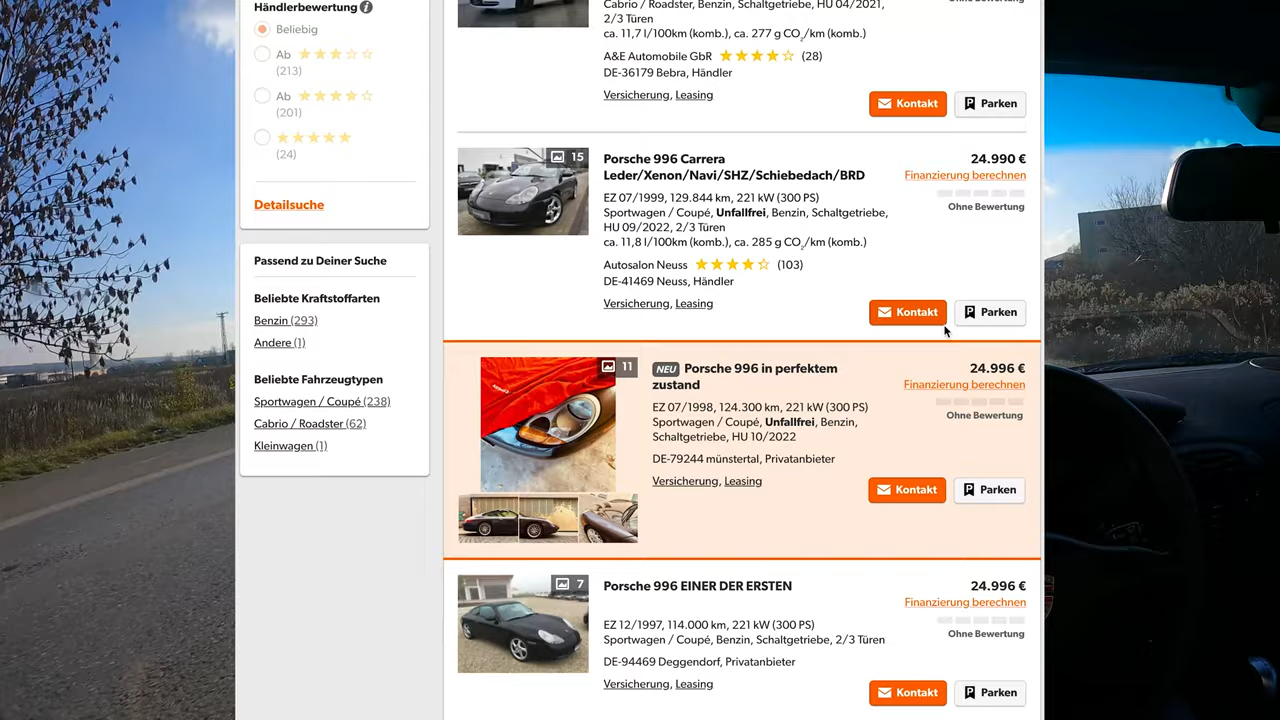 Händlerbewertung
Beliebig
Ab
(213)
Ab
(201)
(24)
Detailsuche
Passend zu Deiner Suche
Beliebte Kraftstoffarten
Benzin (293)
Andere (1)
Beliebte Fahrzeugtypen
Sportwagen / Coupé (238)
Cabrio / Roadster (62)
Kleinwagen (1)
Cabrio / Roadster, Benzin, Schaltgetriebe, HU 04/2021,
2/3 Türen
ca. 11,7 l/100km (komb.), ca. 277 g CO₂/km (komb.)
A&E Automobile GbR (28)
DE-36179 Bebra, Händler
Versicherung, Leasing
Kontakt
Parken
15
Porsche 996 Carrera
Leder/Xenon/Navi/SHZ/Schiebedach/BRD
24.990 €
Finanzierung berechnen
Ohne Bewertung
EZ 07/1999, 129.844 km, 221 kW (300 PS)
Sportwagen / Coupé, Unfallfrei, Benzin, Schaltgetriebe,
HU 09/2022, 2/3 Türen
ca. 11,8 l/100km (komb.), ca. 285 g CO₂/km (komb.)
Autosalon Neuss (103)
DE-41469 Neuss, Händler
Versicherung, Leasing
Kontakt
Parken
11
NEU Porsche 996 in perfektem
zustand
24.996 €
Finanzierung berechnen
Ohne Bewertung
EZ 07/1998, 124.300 km, 221 kW (300 PS)
Sportwagen / Coupé, Unfallfrei, Benzin,
Schaltgetriebe, HU 10/2022
DE-79244 münstertal, Privatanbieter
Versicherung, Leasing
Kontakt
Parken
7
Porsche 996 EINER DER ERSTEN
24.996 €
Finanzierung berechnen
Ohne Bewertung
EZ 12/1997, 114.000 km, 221 kW (300 PS)
Sportwagen / Coupé, Benzin, Schaltgetriebe, 2/3 Türen
DE-94469 Deggendorf, Privatanbieter
Versicherung, Leasing
Kontakt
Parken